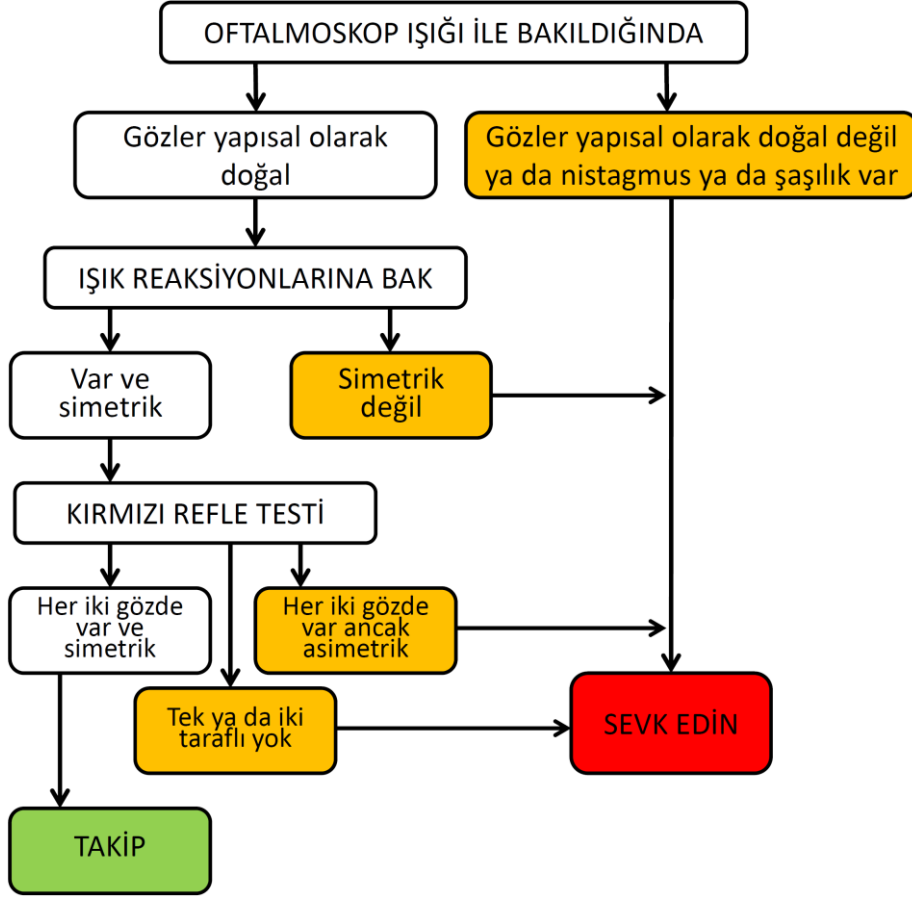 OFTALMOSKOP IŞIĞI İLE BAKILDIĞINDA
Gözler yapısal olarak
doğal
Gözler yapısal olarak doğal değil
ya da nistagmus ya da şaşılık var
IŞIK REAKSİYONLARINA BAK
Var ve
simetrik
Simetrik
değil
KIRMIZI REFLE TESTİ
Her iki gözde
var ve
simetrik
Her iki gözde
var ancak
asimetrik
Tek ya da iki
taraflı yok
SEVK EDİN
TAKİP